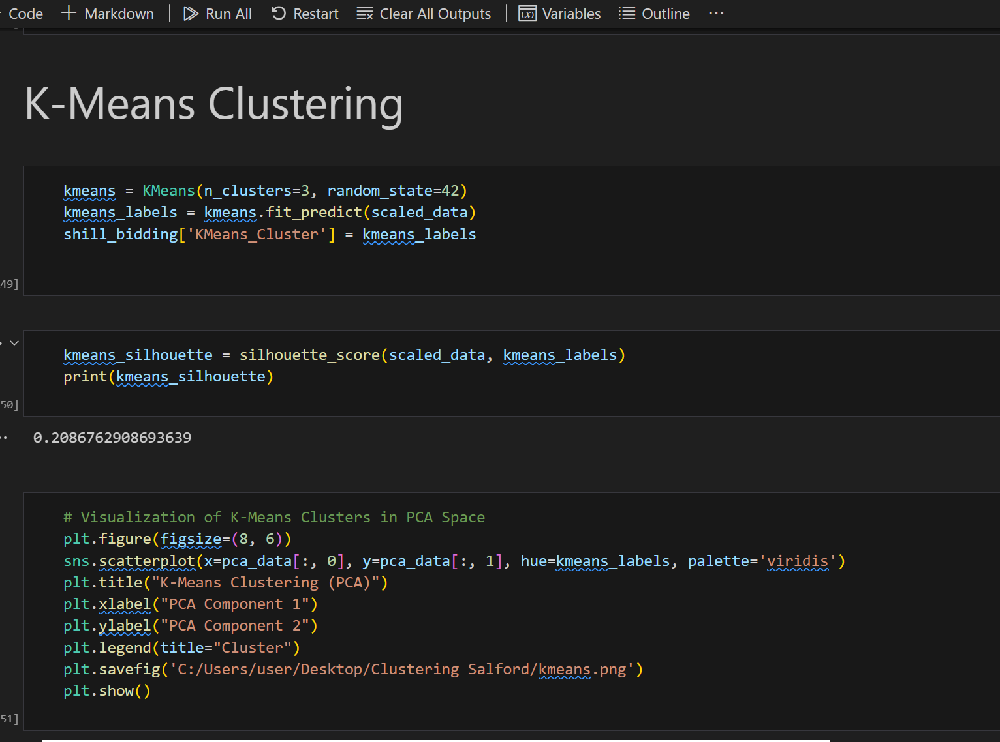 Code Markdown Run All Restart Clear All Outputs Variables Outline ...
K-Means Clustering
kmeans = KMeans(n_clusters=3, random_state=42)
kmeans_labels = kmeans.fit_predict(scaled_data)
shill_bidding['KMeans_Cluster'] = kmeans_labels
49]
kmeans_silhouette = silhouette_score(scaled_data, kmeans_labels)
print(kmeans_silhouette)
50]
0.2086762908693639
# Visualization of K-Means Clusters in PCA Space
plt.figure(figsize=(8, 6))
sns.scatterplot(x=pca_data[:, 0], y=pca_data[:, 1], hue=kmeans_labels, palette='viridis')
plt.title("K-Means Clustering (PCA)")
plt.xlabel("PCA Component 1")
plt.ylabel("PCA Component 2")
plt.legend(title="Cluster")
plt.savefig('C:/Users/user/Desktop/Clustering Salford/kmeans.png')
plt.show()
51]